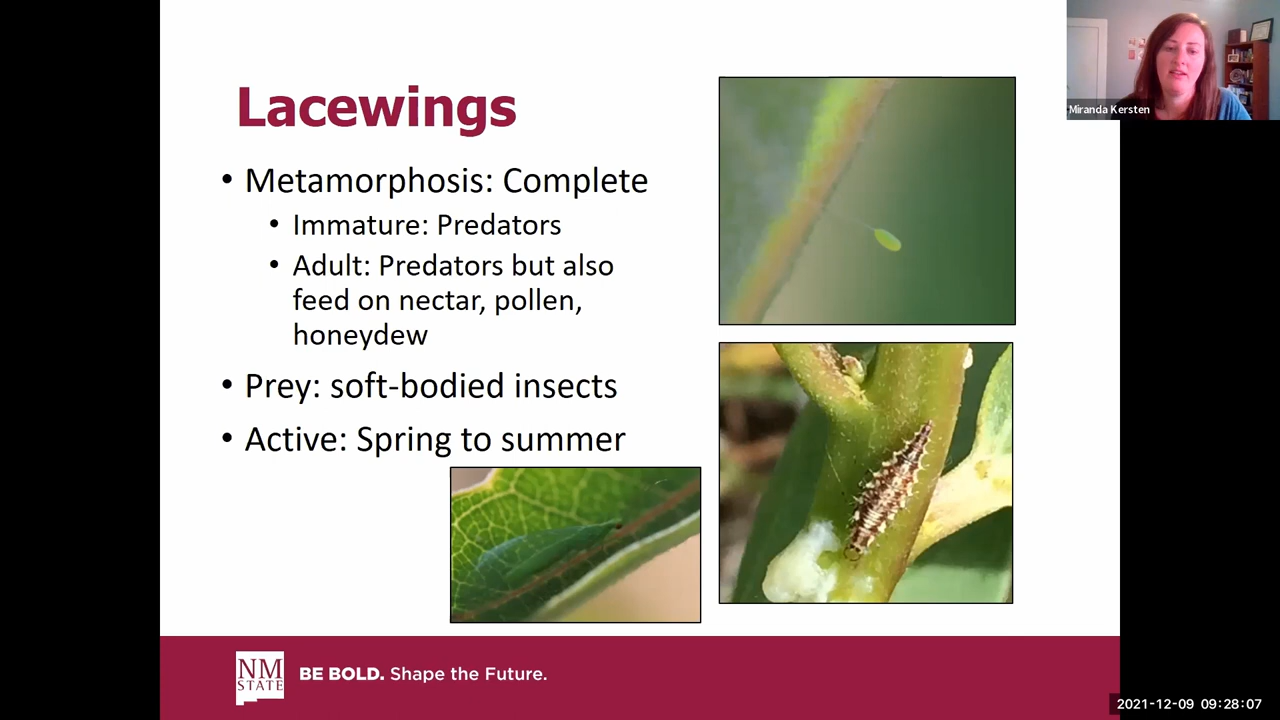 Lacewings
• Metamorphosis: Complete
• Immature: Predators
• Adult: Predators but also
feed on nectar, pollen,
honeydew
• Prey: soft-bodied insects
• Active: Spring to summer
Miranda Kersten
NM
STATE
BE BOLD. Shape the Future.
2021-12-09 09:28:07